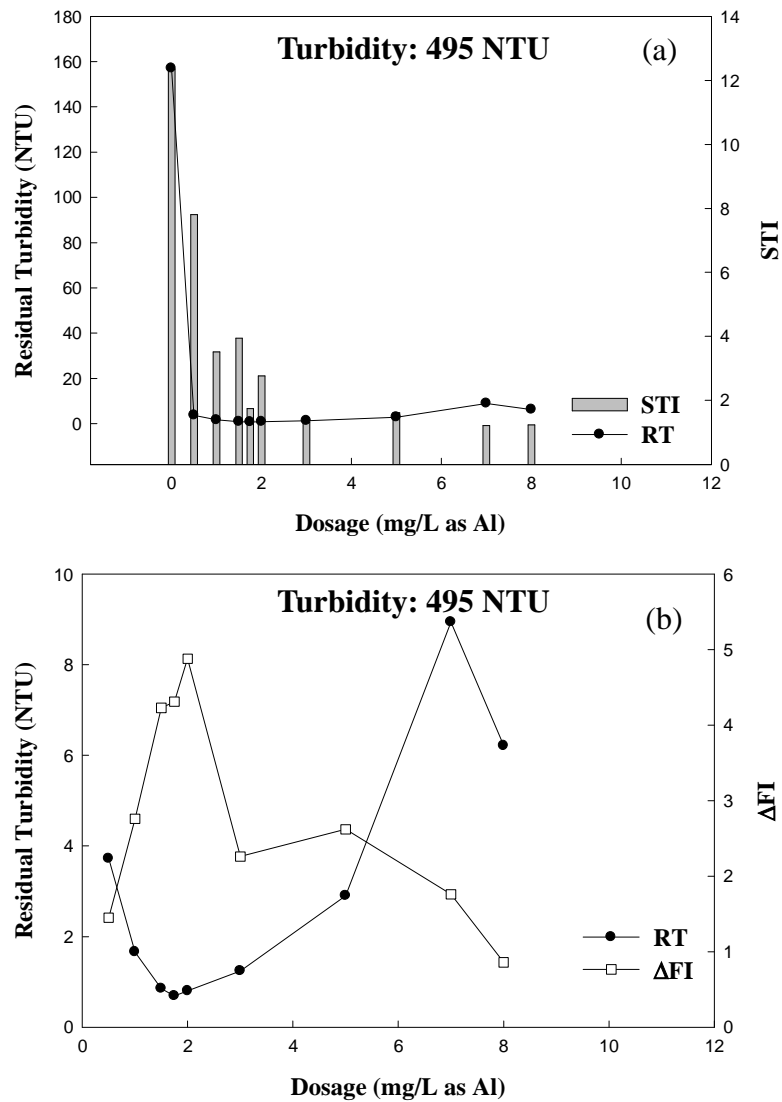 Turbidity: 495 NTU
(a)
Residual Turbidity (NTU)
180
160
140
120
100
80
60
40
20
0
14
12
10
8
6
4
2
0
STI
STI
RT
0 2 4 6 8 10 12
Dosage (mg/L as Al)
Turbidity: 495 NTU
(b)
Residual Turbidity (NTU)
10
8
6
4
2
0
6
5
4
3
2
1
0
ΔFI
RT
ΔFI
0 2 4 6 8 10 12
Dosage (mg/L as Al)